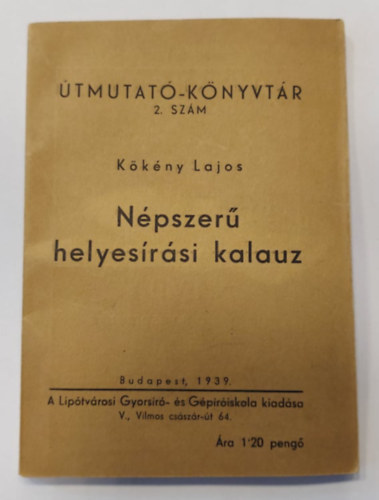 ÚTMUTATÓ-KÖNYVTÁR
2. SZÁM
Kökény Lajos
Népszerű
helyesírási kalauz
Budapest, 1939.
A Lipótvárosi Gyorsíró- és Gépíróiskola kiadása
V., Vilmos császár-út 64.
Ára 1·20 pengő